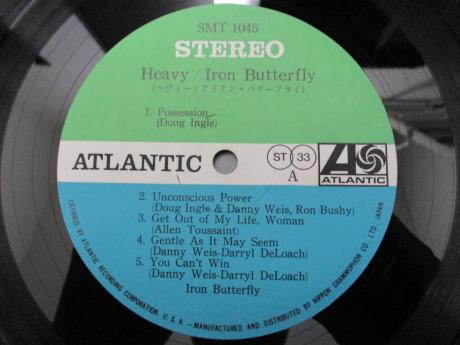 SMT 1045
STEREO
Heavy/Iron Butterfly
(ヘヴィー/アイアン・バターフライ)
1. Possession
(Doug Ingle)
ATLANTIC
ST 33
A
ATLANTIC
2. Unconscious Power
(Doug Ingle & Danny Weis, Ron Bushy)
3. Get Out of My Life, Woman
(Allen Toussaint)
4. Gentle As It May Seem
(Danny Weis-Darryl DeLoach)
5. You Can't Win
(Danny Weis-Darryl DeLoach)
Iron Butterfly
LICENSED BY ATLANTIC RECORDING CORPORATION, U.S.A.-MANUFACTURED AND DISTRIBUTED BY NIPPON GRAMMOPHON CO. LTD., JAPAN